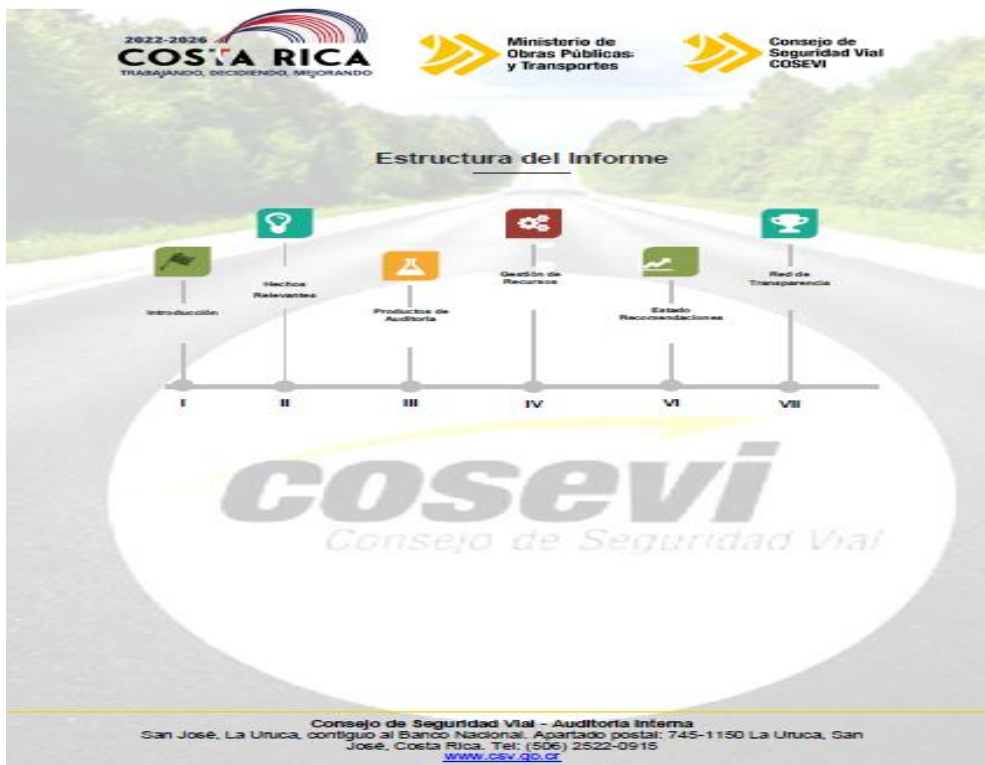 2022-2026
COSTA RICA
TRABAJANDO, DECIDIENDO, MEJORANDO
Ministerio de
Obras Públicas
y Transportes
Consejo de
Seguridad Vial
COSEVI
Estructura del Informe
Introducción
Hechos
Relevantes
Productos de
Auditoría
Gestión de
Recursos
Estado
Recomendaciones
Red de
Transparencia
I II III IV VI VII
cosevi
Consejo de Seguridad Vial
Consejo de Seguridad Vial - Auditoría Interna
San José, La Uruca, contiguo al Banco Nacional. Apartado postal: 745-1150 La Uruca, San
José, Costa Rica. Tel: (506) 2522-0915
www.csv.go.cr